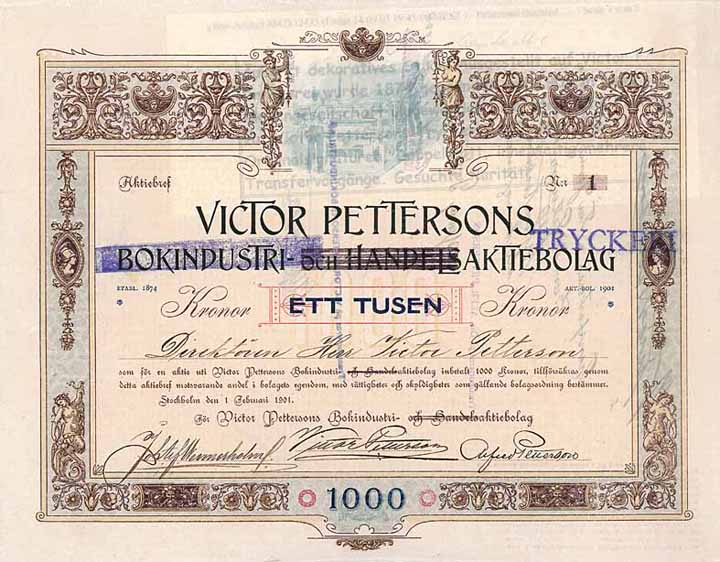 Aktiebref
Nr: 1
VICTOR PETTERSONS
TRYCKERI
BOKINDUSTRI- OCH HANDELSAKTIEBOLAG
ETABL. 1874
AKT.-BOL. 1901
Kronor ETT TUSEN Kronor
Direktören Herr Victor Petterson
som för en aktie uti Victor Pettersons Bokindustri- och Handelsaktiebolag inbetalt 1000 Kronor, tillförsäkras genom
detta aktiebref motsvarande andel i bolagets egendom, med rättigheter och skyldigheter som gällande bolagsordning bestämmer.
Stockholm den 1 Februari 1901.
För Victor Pettersons Bokindustri- och Handelsaktiebolag
Victor Petterson
Alfred Petterson
1000